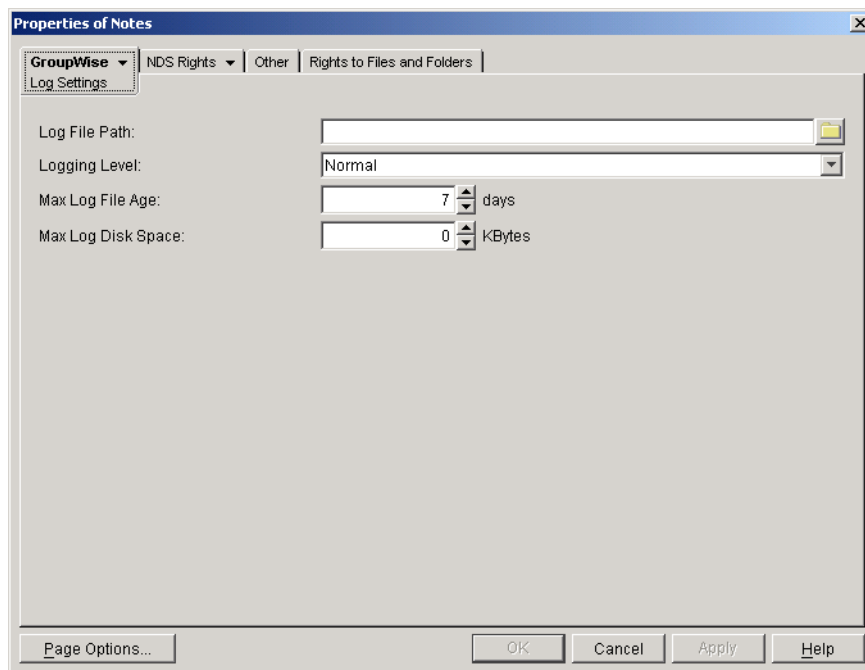 Properties of Notes
GroupWise NDS Rights Other Rights to Files and Folders
Log Settings
Log File Path:
Logging Level: Normal
Max Log File Age: 7 days
Max Log Disk Space: 0 KBytes
Page Options... OK Cancel Apply Help